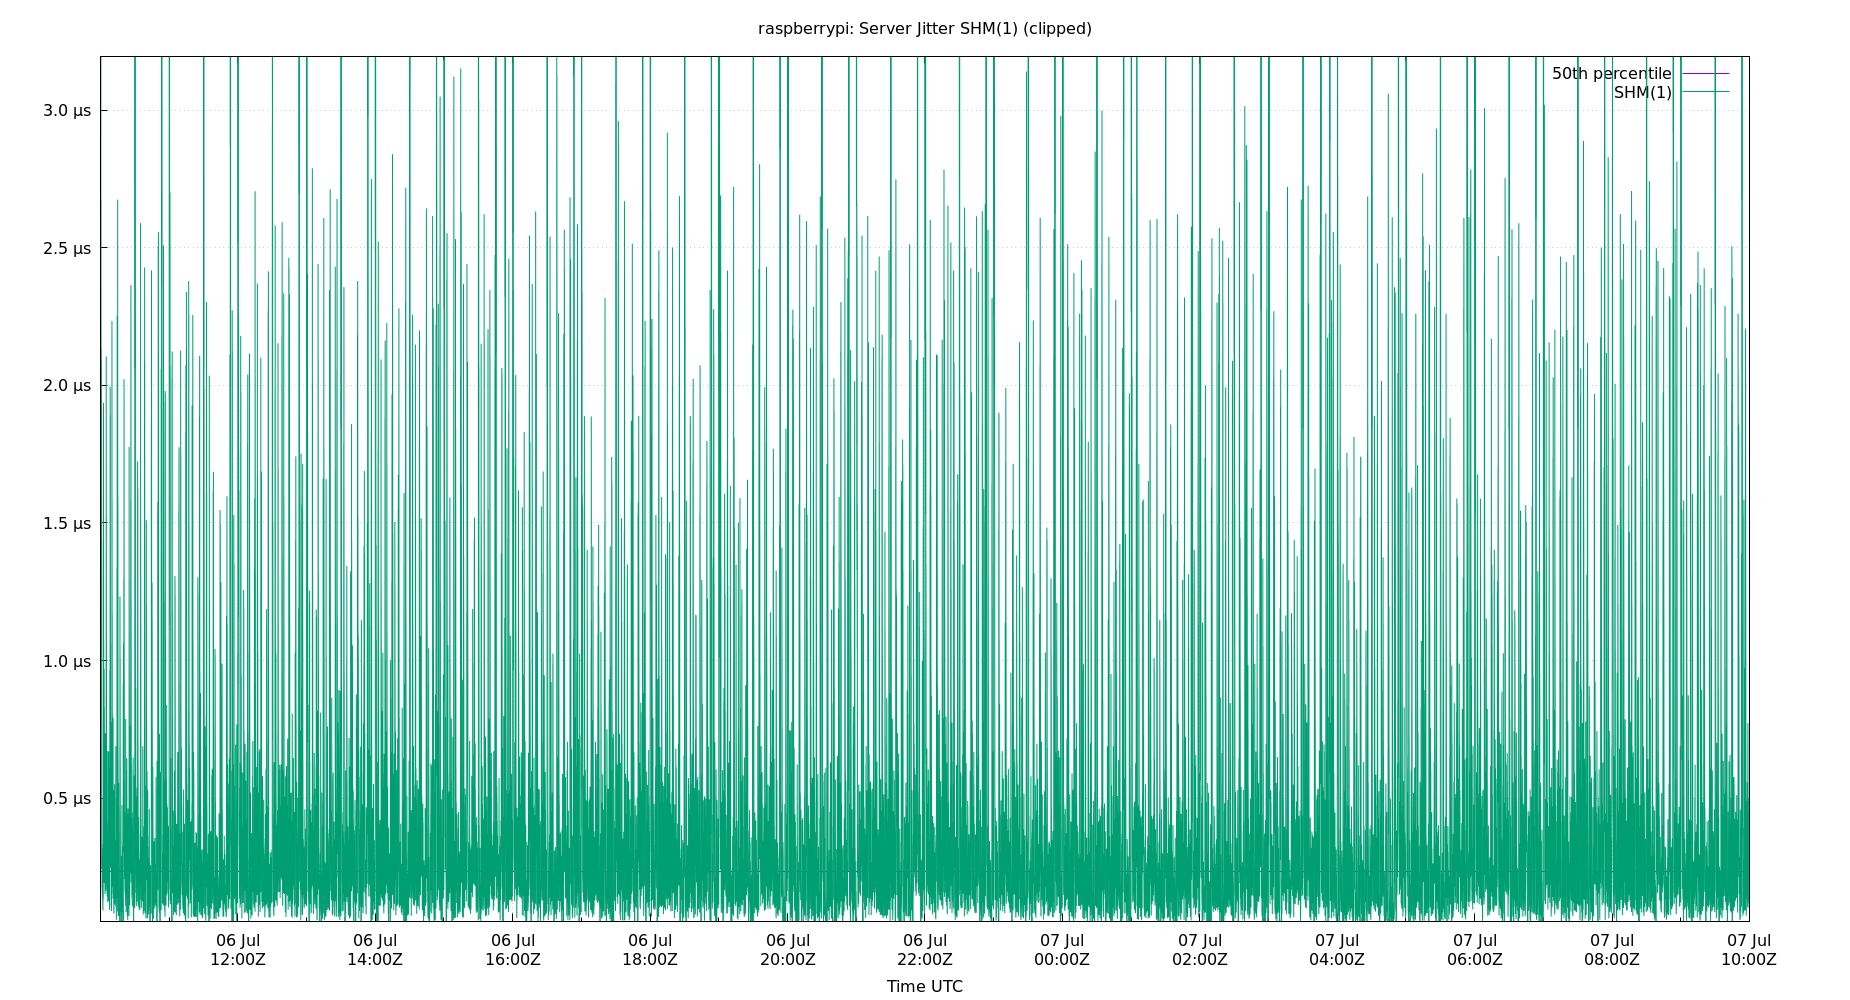 raspberrypi: Server Jitter SHM(1) (clipped)
50th percentile
SHM(1)
3.0 µs
2.5 µs
2.0 µs
1.5 µs
1.0 µs
0.5 µs
06 Jul 06 Jul 06 Jul 06 Jul 06 Jul 06 Jul 07 Jul 07 Jul 07 Jul 07 Jul 07 Jul 07 Jul
12:00Z 14:00Z 16:00Z 18:00Z 20:00Z 22:00Z 00:00Z 02:00Z 04:00Z 06:00Z 08:00Z 10:00Z
Time UTC